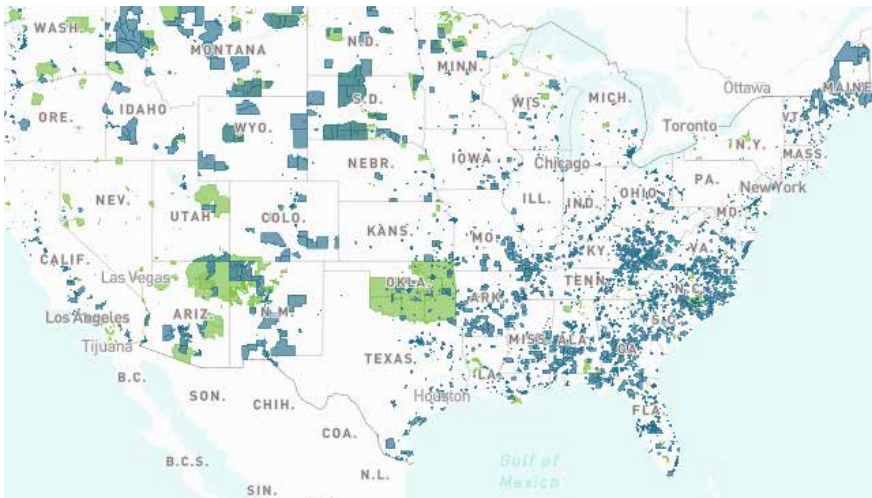 WASH.
MONTANA
N.D.
MINN.
ORE.
IDAHO
WYO.
S.D.
WIS.
MICH.
Ottawa
Toronto
N.Y.
VT.
MAINE
MASS.
NEV.
UTAH
COLO.
NEBR.
IOWA
Chicago
ILL.
IND.
OHIO
PA.
New York
MD.
CALIF.
Las Vegas
KANS.
MO.
KY.
VA.
Los Angeles
ARIZ.
N.M.
OKLA.
ARK.
TENN.
N.C.
S.C.
Tijuana
TEXAS
MISS.
ALA.
GA.
B.C.
SON.
CHIH.
Houston
LA.
FLA.
COA.
B.C.S.
SIN.
N.L.
Gulf of
Mexico